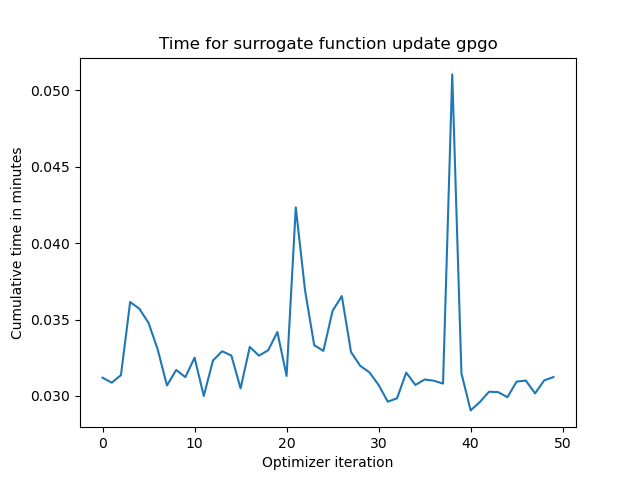 Time for surrogate function update gpgo
Cumulative time in minutes
0.050
0.045
0.040
0.035
0.030
0 10 20 30 40 50
Optimizer iteration